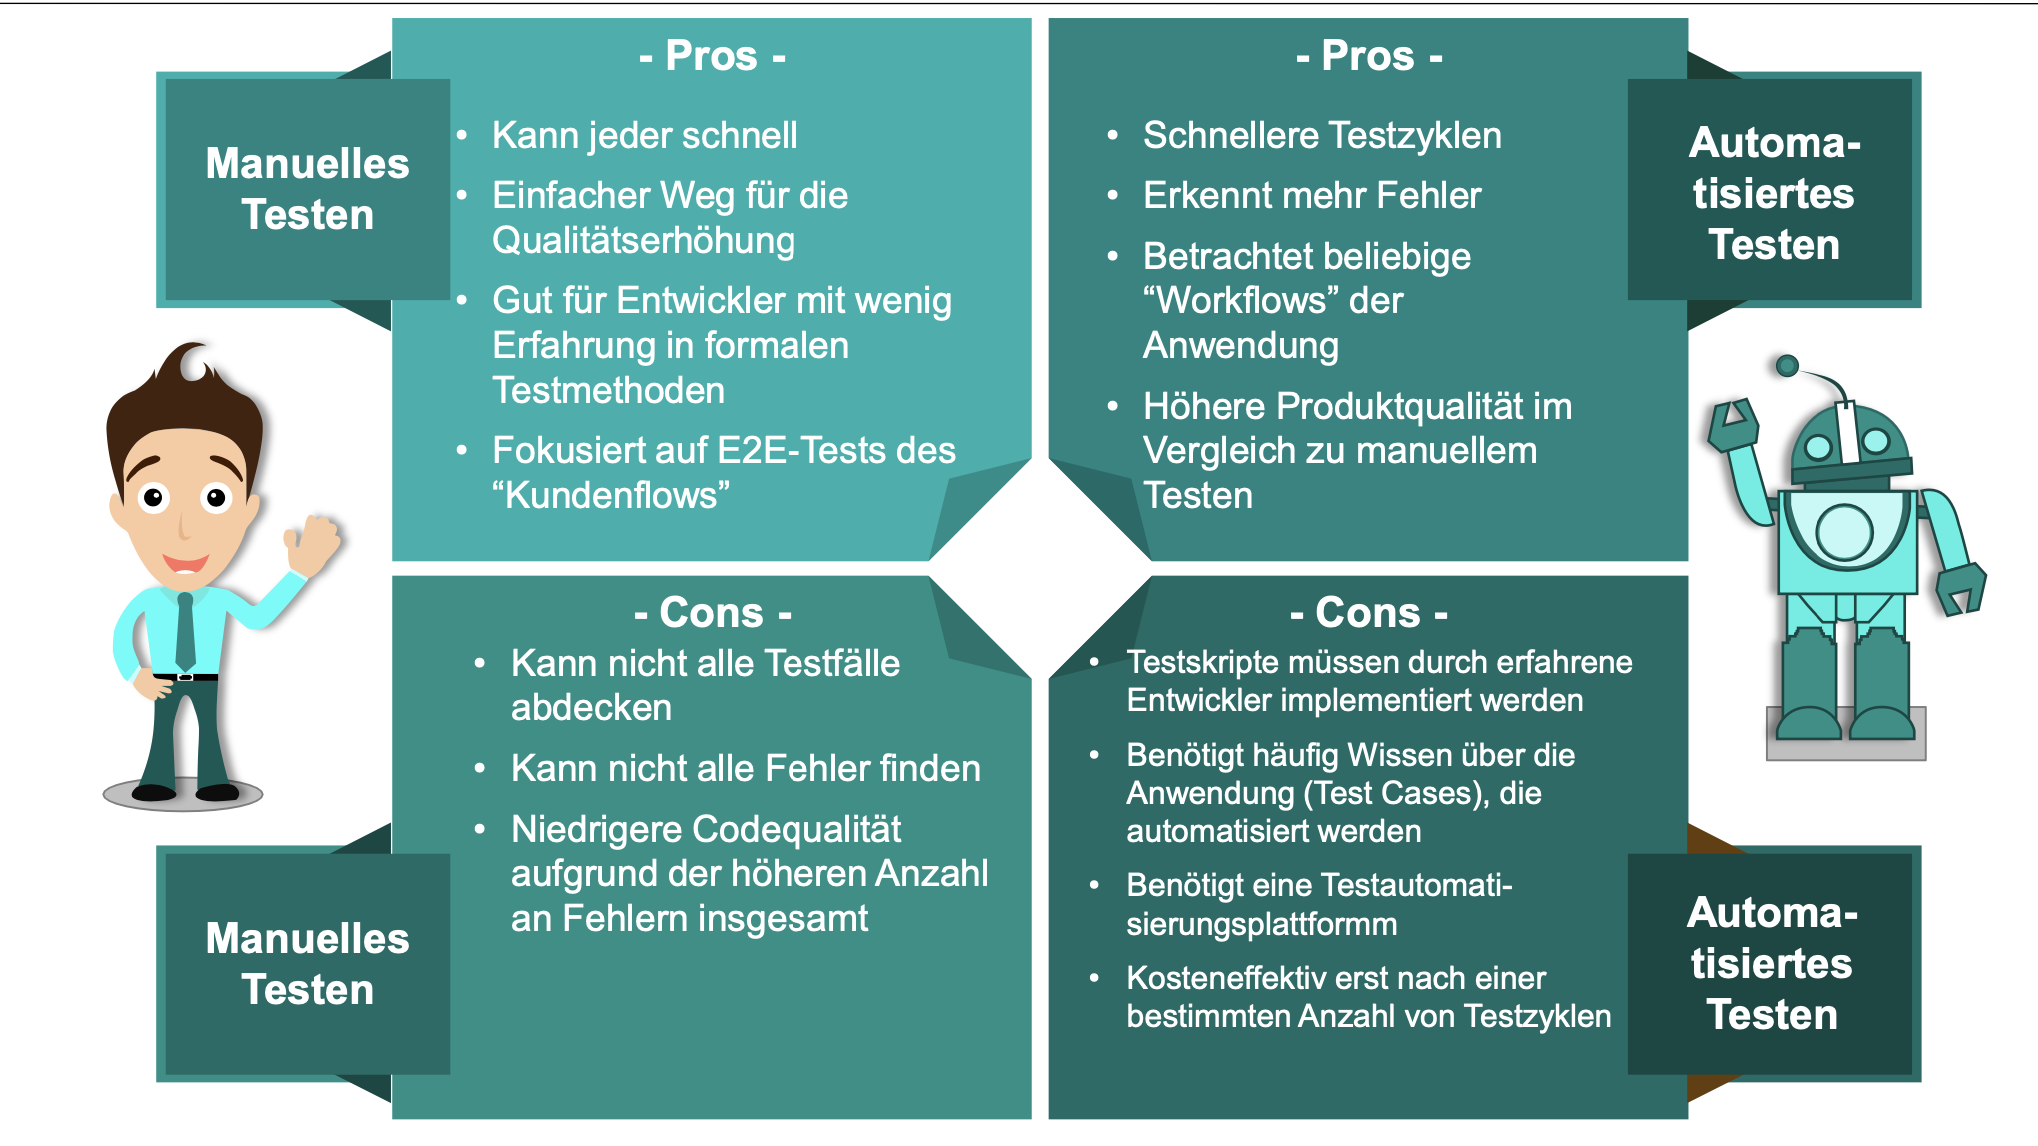 - Pros -
Manuelles
Testen
• Kann jeder schnell
• Einfacher Weg für die
Qualitätserhöhung
• Gut für Entwickler mit wenig
Erfahrung in formalen
Testmethoden
• Fokusiert auf E2E-Tests des
“Kundenflows”
- Pros -
• Schnellere Testzyklen
• Erkennt mehr Fehler
• Betrachtet beliebige
“Workflows” der
Anwendung
• Höhere Produktqualität im
Vergleich zu manuellem
Testen
Automa-
tisiertes
Testen
- Cons -
• Kann nicht alle Testfälle
abdecken
• Kann nicht alle Fehler finden
• Niedrigere Codequalität
aufgrund der höheren Anzahl
an Fehlern insgesamt
Manuelles
Testen
- Cons -
• Testskripte müssen durch erfahrene
Entwickler implementiert werden
• Benötigt häufig Wissen über die
Anwendung (Test Cases), die
automatisiert werden
• Benötigt eine Testautomati-
sierungsplattformm
• Kosteneffektiv erst nach einer
bestimmten Anzahl von Testzyklen
Automa-
tisiertes
Testen